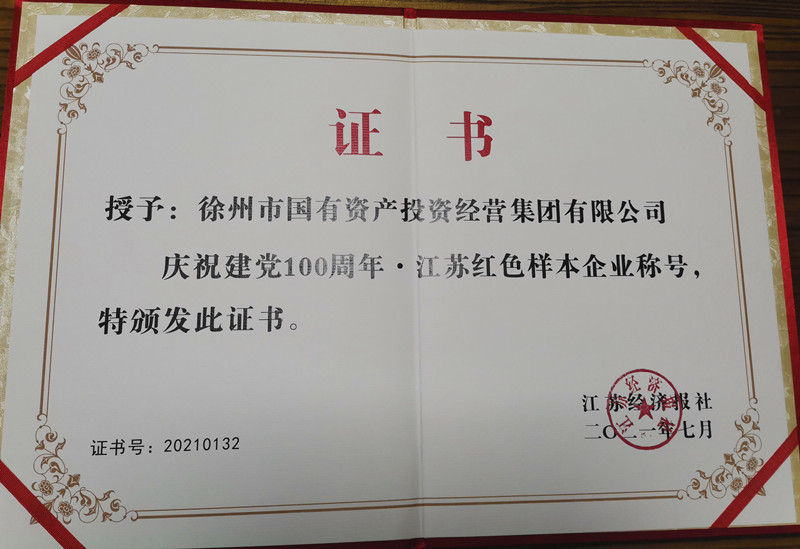 证 书
授予：徐州市国有资产投资经营集团有限公司
庆祝建党100周年·江苏红色样本企业称号，
特颁发此证书。
江苏经济报社
二〇二一年七月
证书号：20210132